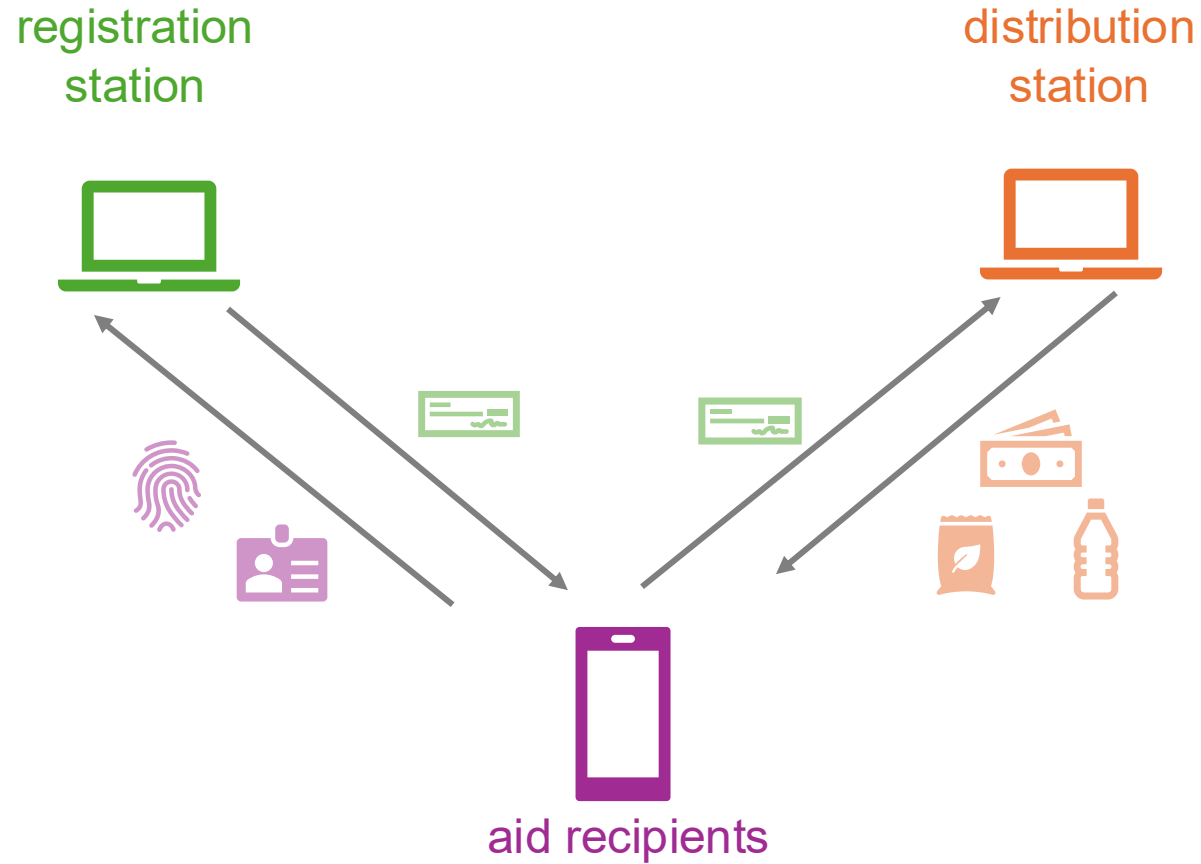 registration
station
distribution
station
aid recipients